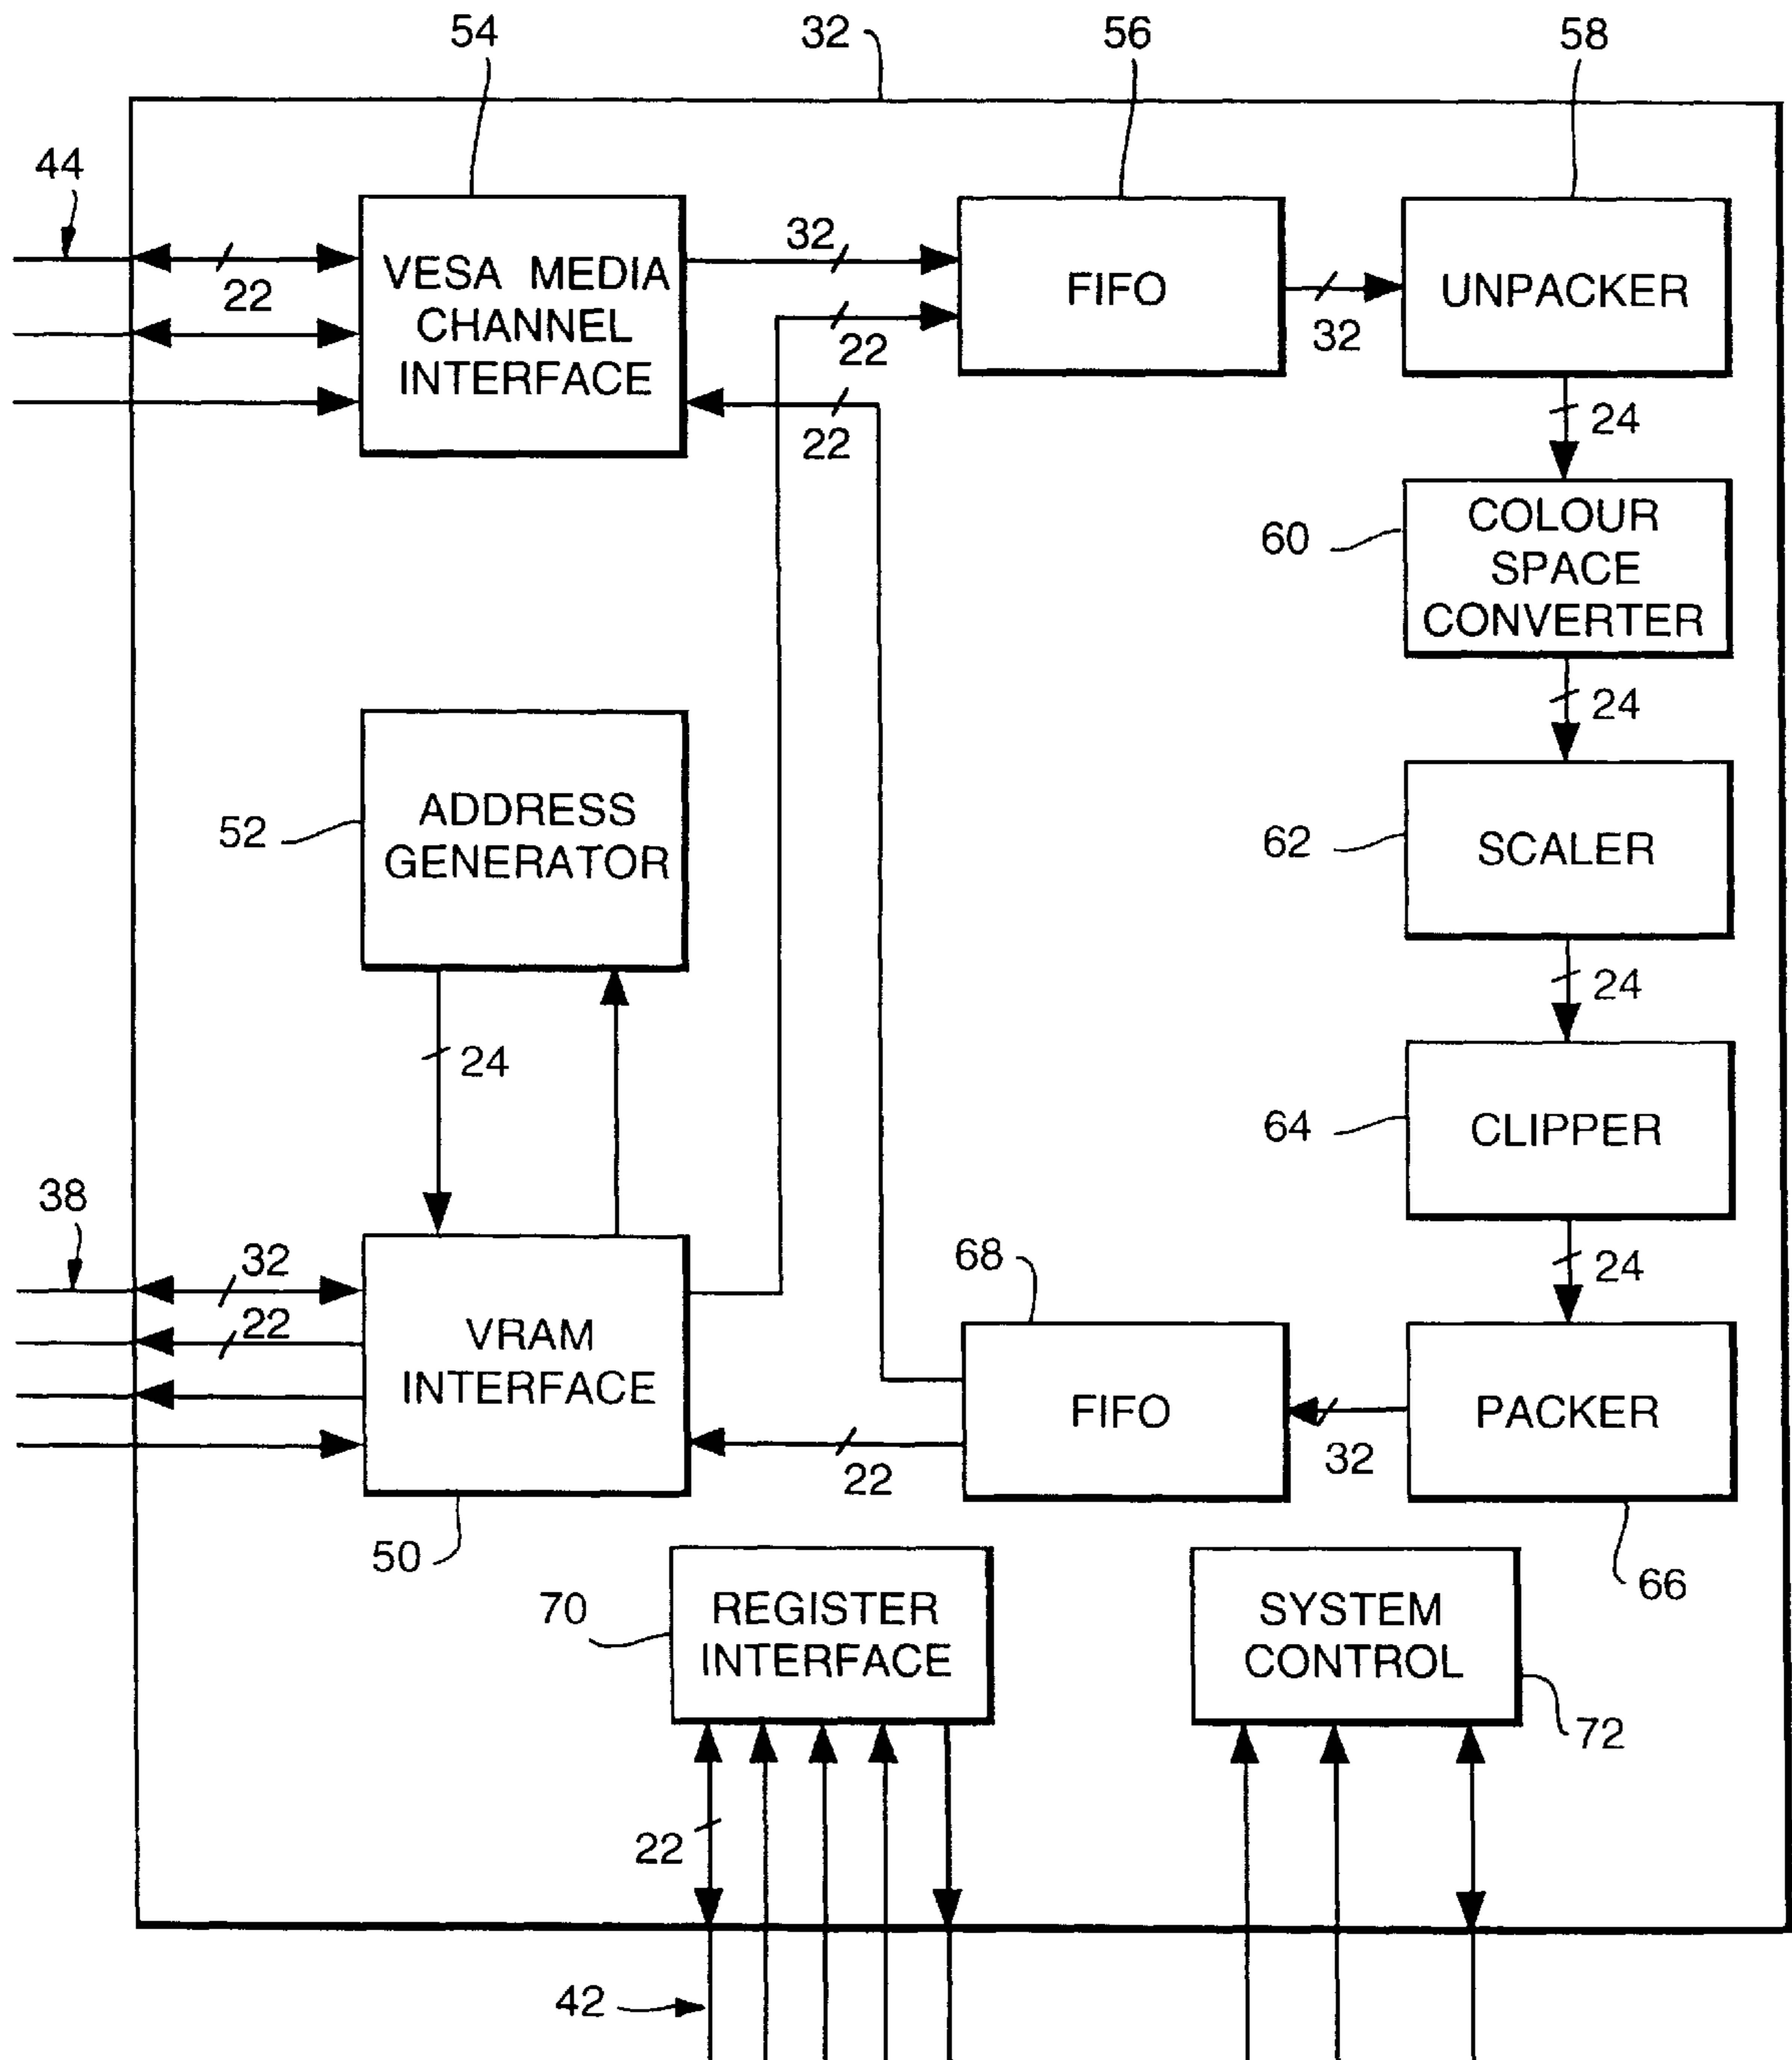 54
32
56
58
44
22
VESA MEDIA
CHANNEL
INTERFACE
32
22
22
FIFO
32
UNPACKER
24
60
COLOUR
SPACE
CONVERTER
24
52
ADDRESS
GENERATOR
62
SCALER
24
24
64
CLIPPER
24
38
32
22
VRAM
INTERFACE
50
68
FIFO
22
32
PACKER
66
70
REGISTER
INTERFACE
22
SYSTEM
CONTROL
72
42